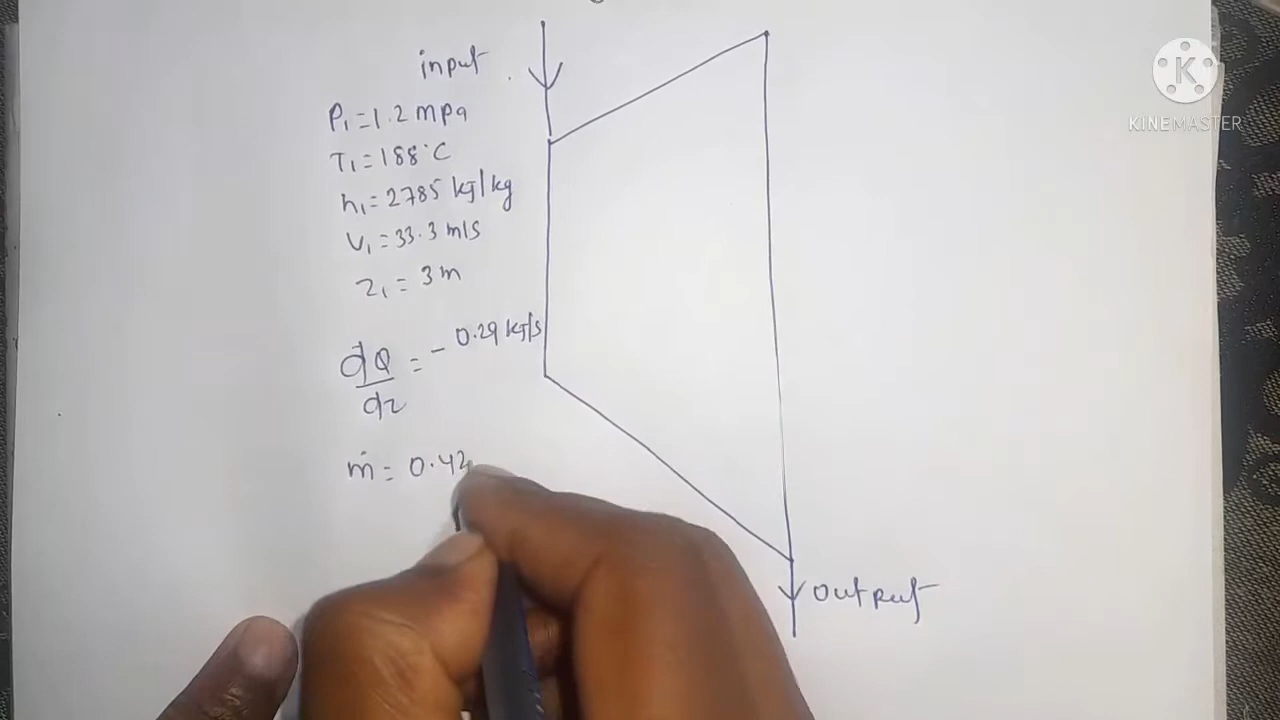 input
P₁ = 1.2 mpa
T₁ = 188°C
h₁ = 2785 kJ/kg
V₁ = 33.3 m/s
z₁ = 3 m
dQ/dz = - 0.29 kJ/s
ṁ = 0.42
output
KINEMASTER